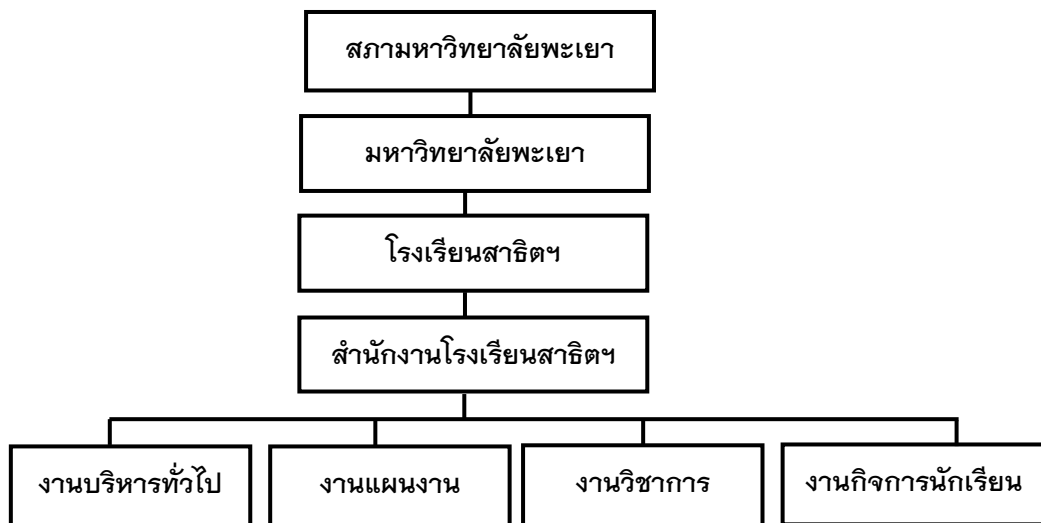 สภามหาวิทยาลัยพะเยา
มหาวิทยาลัยพะเยา
โรงเรียนสาธิตฯ
สำนักงานโรงเรียนสาธิตฯ
งานบริหารทั่วไป
งานแผนงาน
งานวิชาการ
งานกิจการนักเรียน